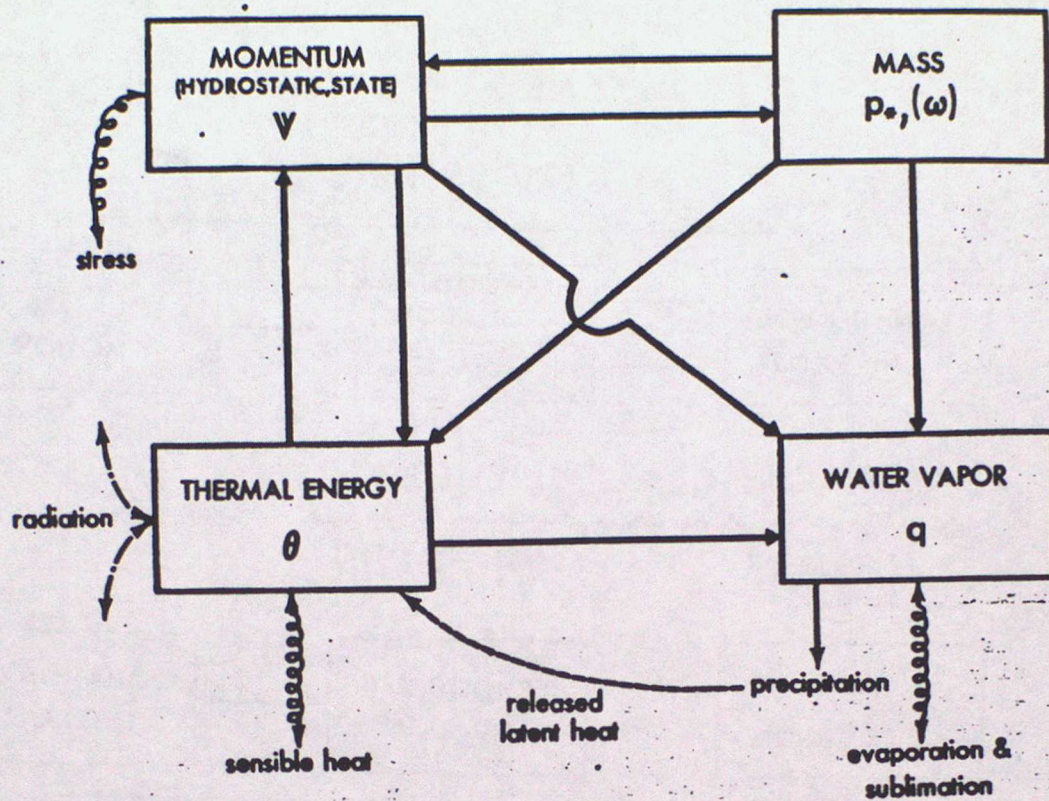 MOMENTUM
(HYDROSTATIC,STATE)
V
MASS
p*,(ω)
stress
THERMAL ENERGY
θ
WATER VAPOR
q
radiation
precipitation
released
latent heat
sensible heat
evaporation &
sublimation